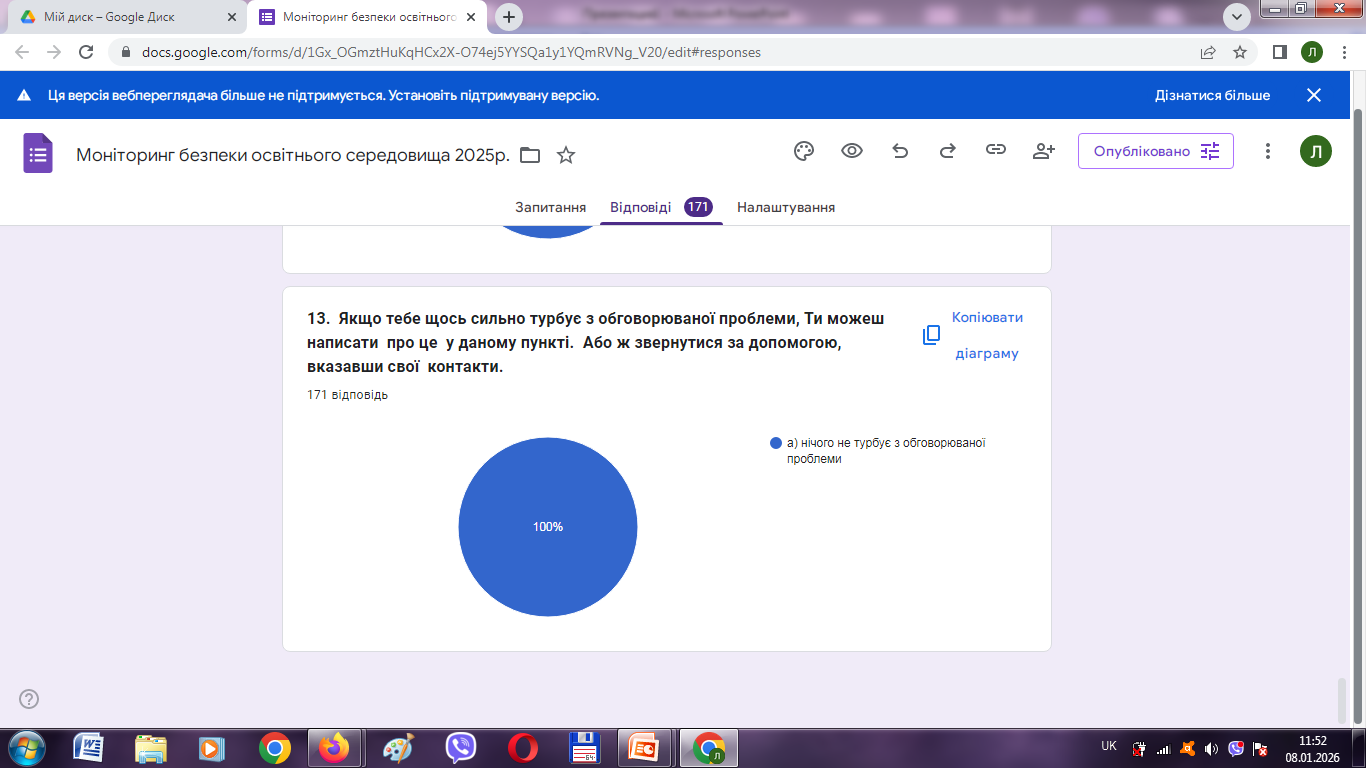 Мій диск – Google Диск
Моніторинг безпеки освітнього
docs.google.com/forms/d/1Gx_OGmztHuKqHCx2X-O74ej5YYSQa1y1YQmRVNg_V20/edit#responses
Л
Ця версія вебпереглядача більше не підтримується. Установіть підтримувану версію.
Дізнатися більше
Моніторинг безпеки освітнього середовища 2025р.
Опубліковано
Л
Запитання
Відповіді 171
Налаштування
13. Якщо тебе щось сильно турбує з обговорюваної проблеми, Ти можеш
написати про це у даному пункті. Або ж звернутися за допомогою,
вказавши свої контакти.
Копіювати
діаграму
171 відповідь
а) нічого не турбує з обговорюваної
проблеми
100%
UK
11:52
08.01.2026